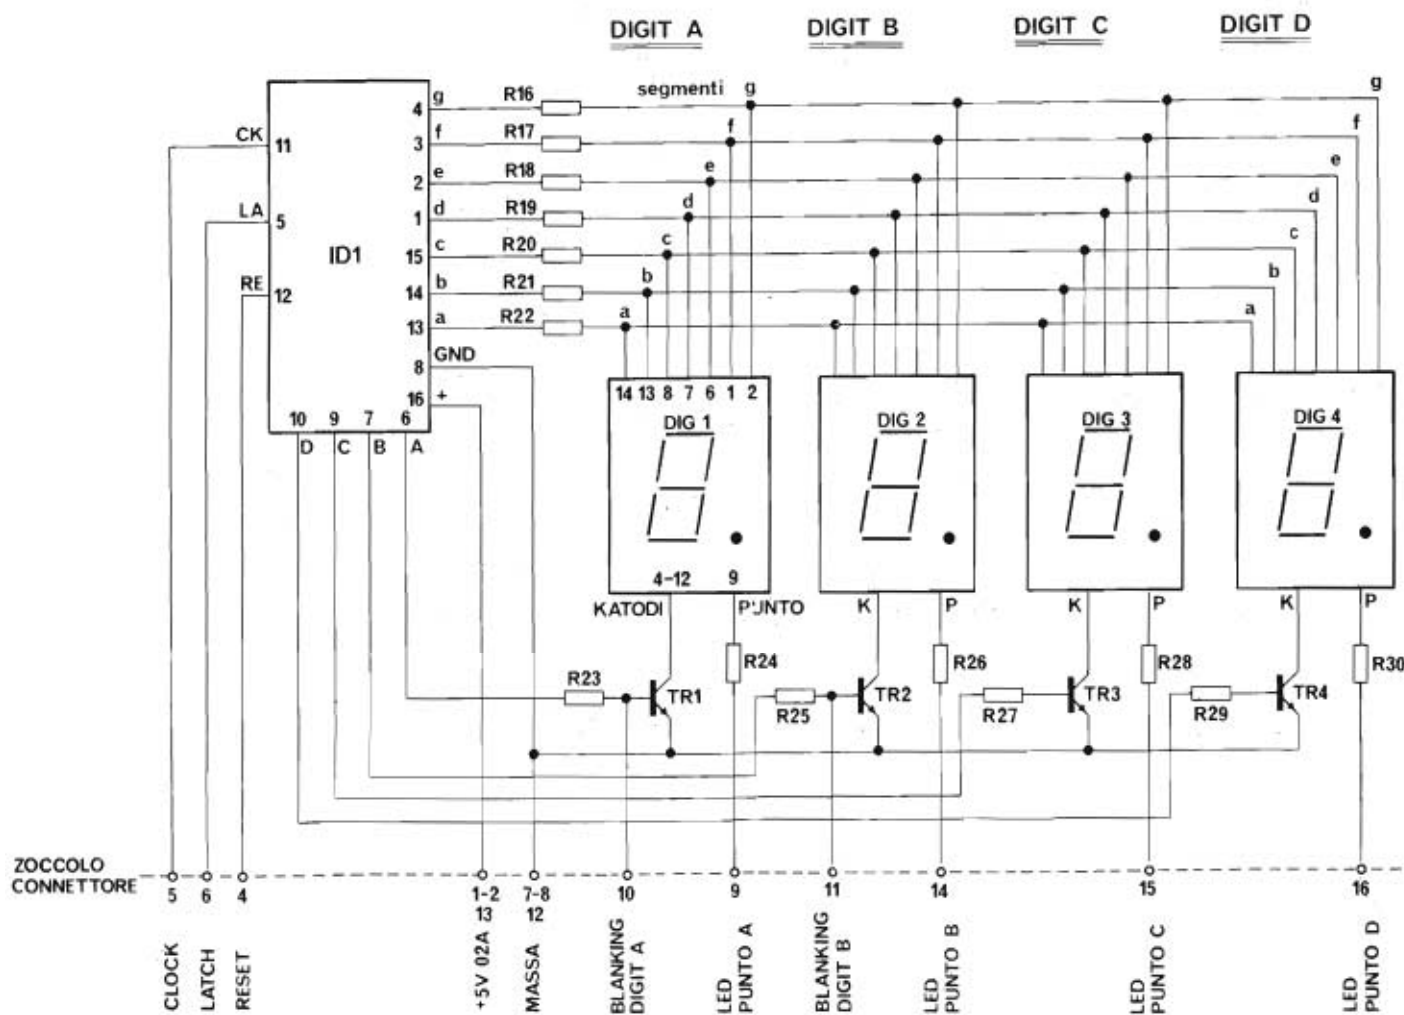 DIGIT A
DIGIT B
DIGIT C
DIGIT D
segmenti
4 g R16 g g
3 f R17 f f
CK 11
2 e R18 e e
LA 5
1 d R19 d d
ID1
15 c R20 c c
RE 12
14 b R21 b b
13 a R22 a a
8 GND
16 +
10 9 7 6
D C B A
14 13 8 7 6 1 2
DIG 1
DIG 2
DIG 3
DIG 4
4-12 9
KATODI PUNTO
K P
K P
K P
R23 TR1 R24
R25 TR2 R26
R27 TR3 R28
R29 TR4 R30
ZOCCOLO
CONNETTORE
5 6 4 1-2 7-8 10 9 11 14 15 16
13 12
CLOCK
LATCH
RESET
+5V 02A
MASSA
BLANKING
DIGIT A
LED
PUNTO A
BLANKING
DIGIT B
LED
PUNTO B
LED
PUNTO C
LED
PUNTO D